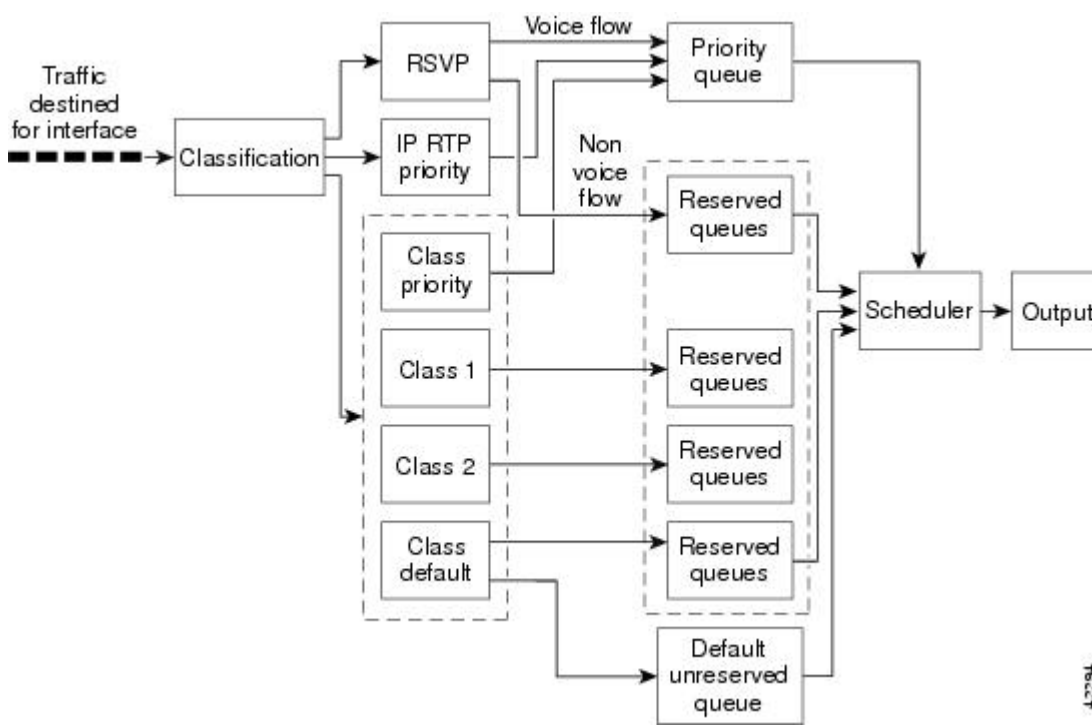 Traffic
destined
for interface
Classification
RSVP
IP RTP
priority
Class
priority
Class 1
Class 2
Class
default
Voice flow
Non
voice
flow
Priority
queue
Reserved
queues
Reserved
queues
Reserved
queues
Reserved
queues
Default
unreserved
queue
Scheduler
Output